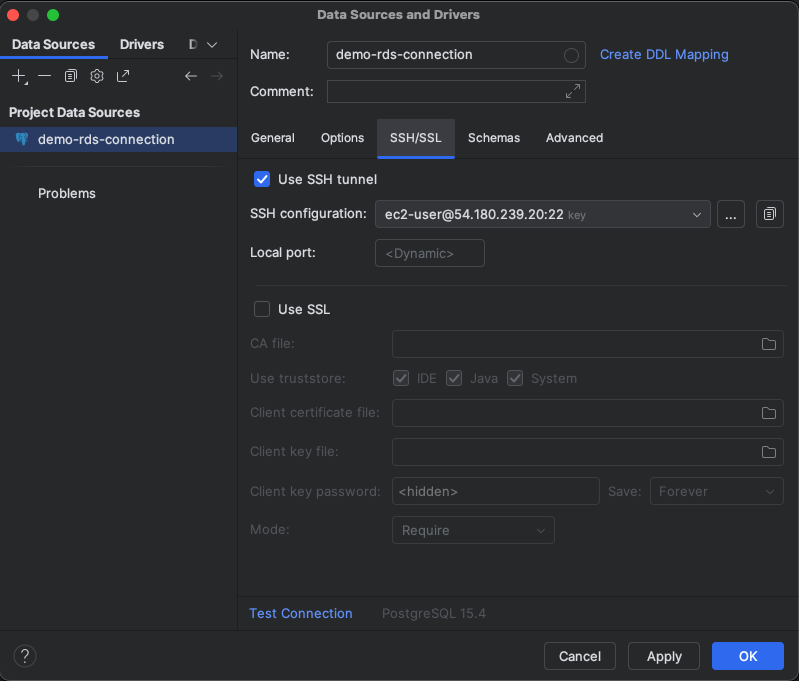 Data Sources and Drivers
Data Sources Drivers D
Project Data Sources
demo-rds-connection
Problems
Name: demo-rds-connection Create DDL Mapping
Comment:
General Options SSH/SSL Schemas Advanced
Use SSH tunnel
SSH configuration: ec2-user@54.180.239.20:22 key ...
Local port: <Dynamic>
Use SSL
CA file:
Use truststore: IDE Java System
Client certificate file:
Client key file:
Client key password: <hidden> Save: Forever
Mode: Require
Test Connection PostgreSQL 15.4
? Cancel Apply OK